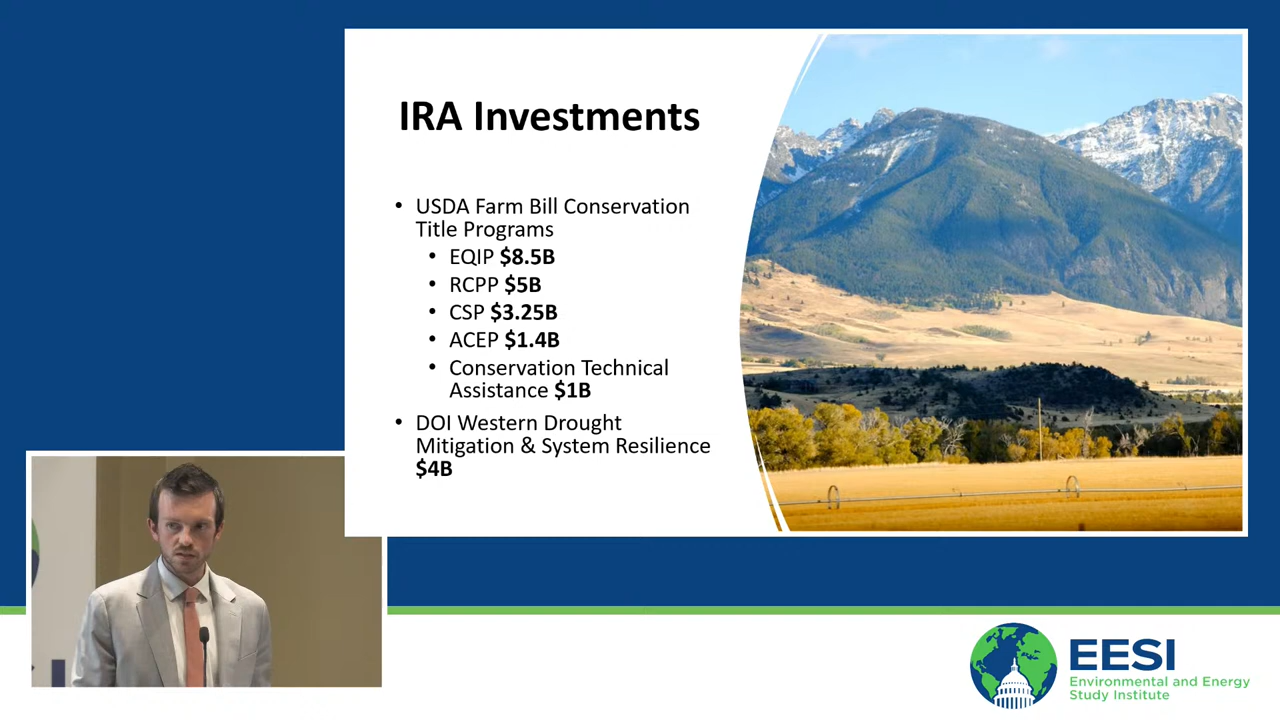 IRA Investments
• USDA Farm Bill Conservation
Title Programs
• EQIP $8.5B
• RCPP $5B
• CSP $3.25B
• ACEP $1.4B
• Conservation Technical
Assistance $1B
• DOI Western Drought
Mitigation & System Resilience
$4B
EESI
Environmental and Energy
Study Institute